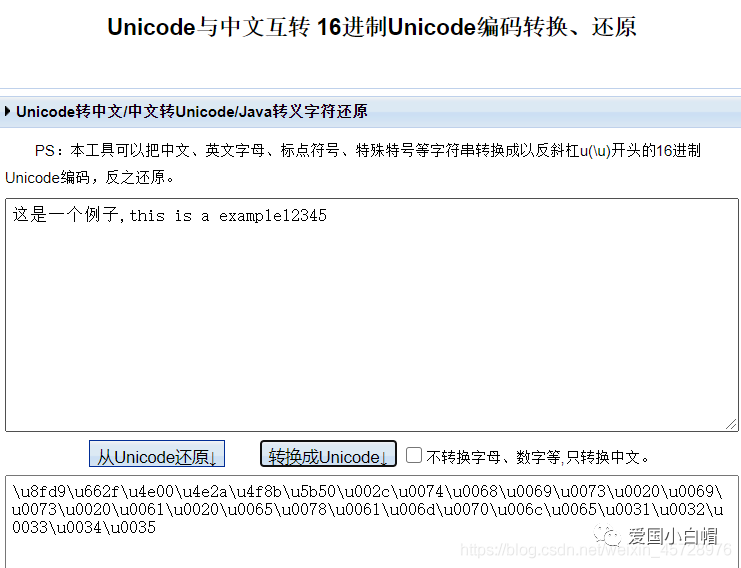 Unicode与中文互转 16进制Unicode编码转换、还原
Unicode转中文/中文转Unicode/Java转义字符还原
PS：本工具可以把中文、英文字母、标点符号、特殊特号等字符串转换成以反斜杠u(\u)开头的16进制
Unicode编码，反之还原。
这是一个例子,this is a example12345
从Unicode还原↓ 转换成Unicode↓ 不转换字母、数字等,只转换中文。
\u8fd9\u662f\u4e00\u4e2a\u4f8b\u5b50\u002c\u0074\u0068\u0069\u0073\u0020\u0069\
u0073\u0020\u0061\u0020\u0065\u0078\u0061\u006d\u0070\u006c\u0065\u0031\u0032\u
0033\u0034\u0035
爱国小白帽
https://blog.csdn.net/weixin_45728976